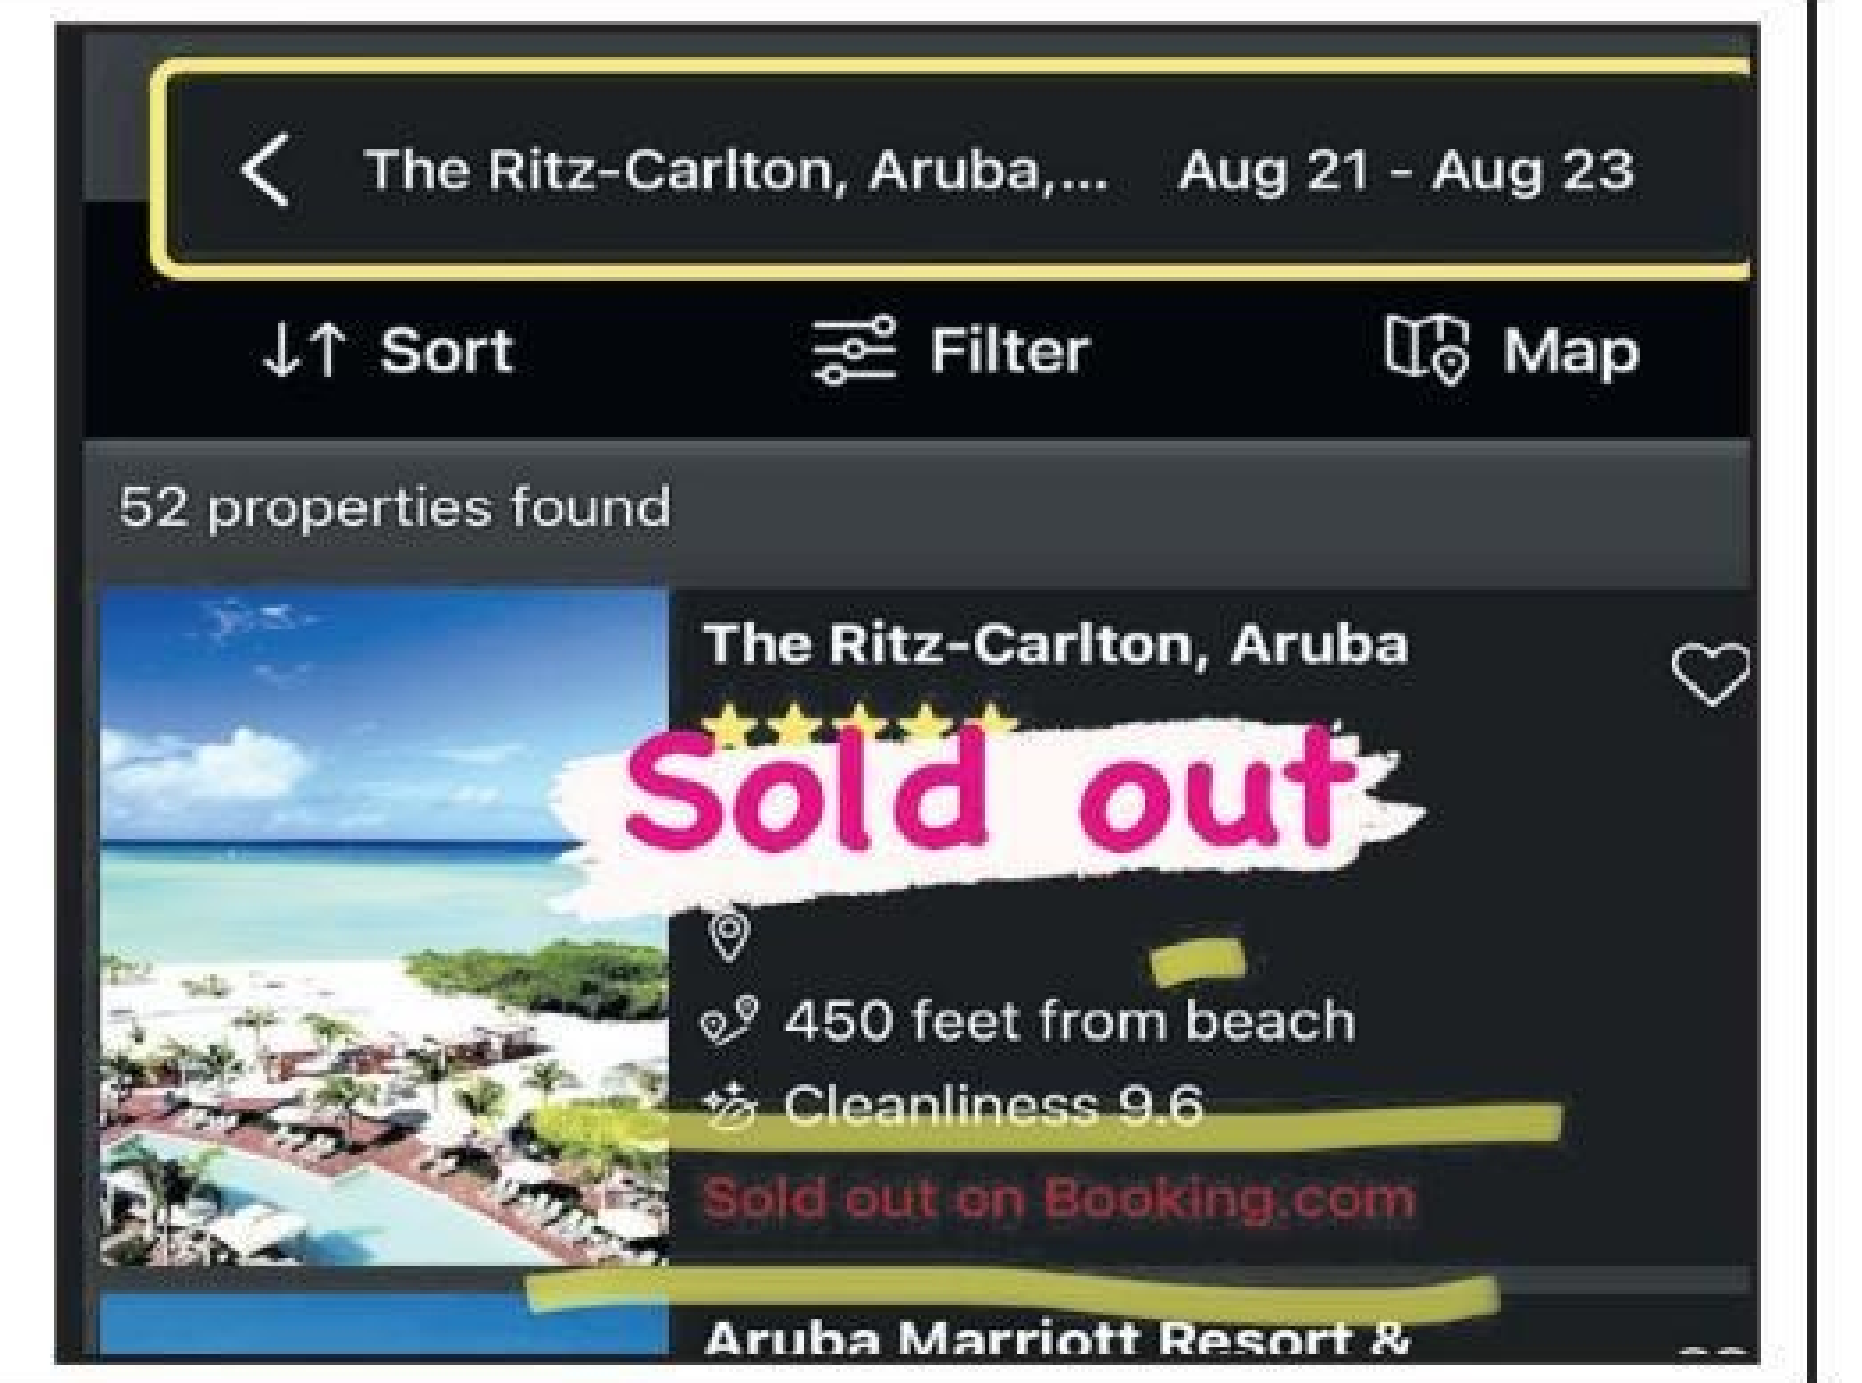 The Ritz-Carlton, Aruba,... Aug 21 - Aug 23
Sort Filter Map
52 properties found
The Ritz-Carlton, Aruba
Sold out
450 feet from beach
Cleanliness 9.6
Sold out on Booking.com
Aruba Marriott Resort &